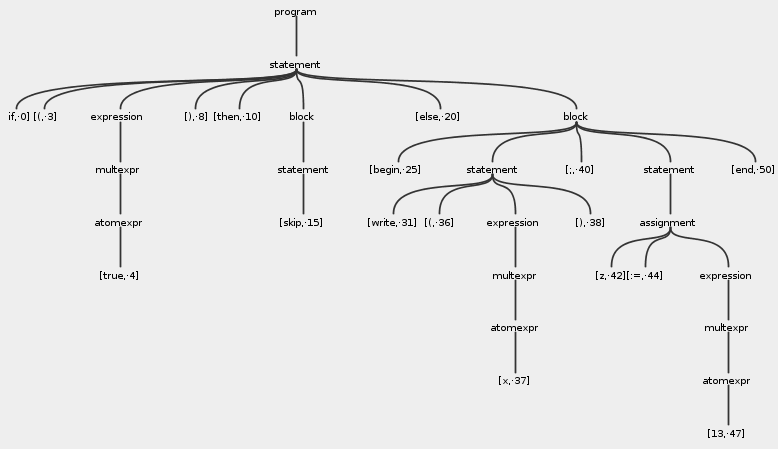 program
statement
if,·0] [(,·3] expression [),·8] [then,·10] block [else,·20] block
multexpr statement [begin,·25] statement [;,·40] statement [end,·50]
atomexpr [skip,·15] [write,·31] [(,·36] expression [),·38] assignment
[true,·4] multexpr [z,·42] [:=,·44] expression
atomexpr multexpr
[x,·37] atomexpr
[13,·47]